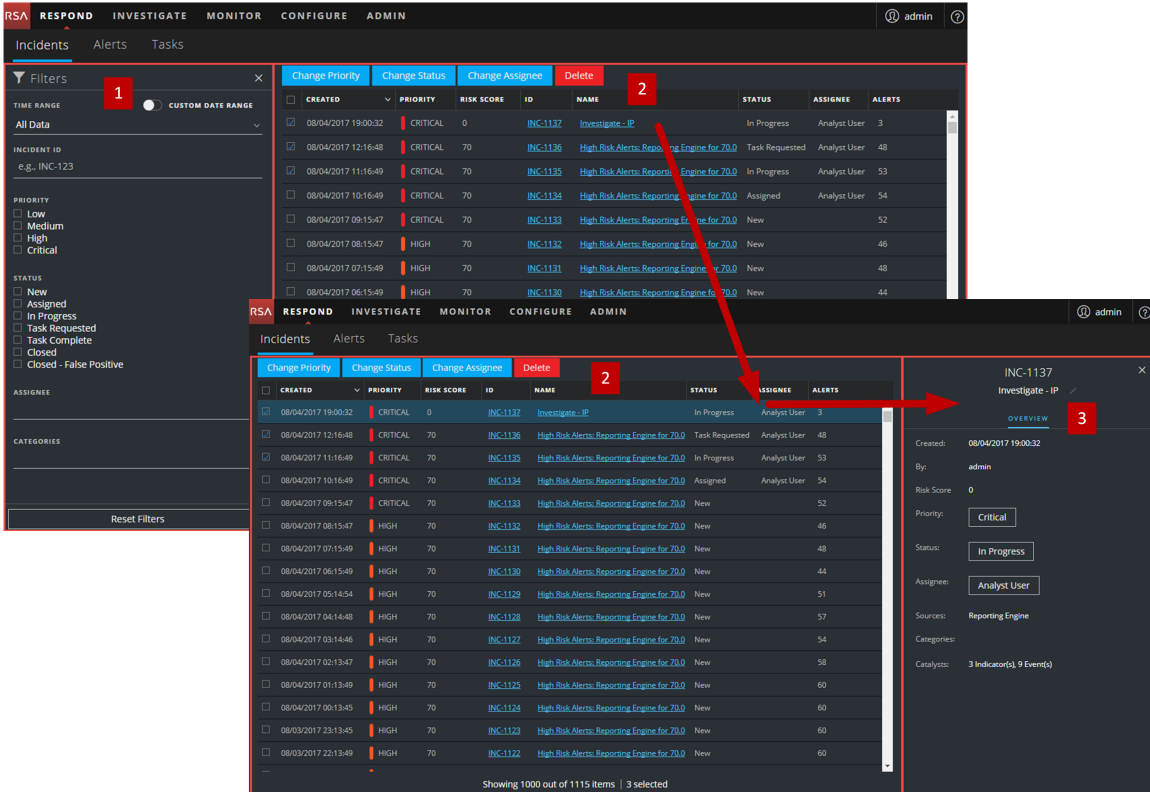 RSA RESPOND INVESTIGATE MONITOR CONFIGURE ADMIN admin ?
Incidents Alerts Tasks
Filters ×
1
TIME RANGE CUSTOM DATE RANGE
All Data
INCIDENT ID
e.g., INC-123
PRIORITY
Low
Medium
High
Critical
STATUS
New
Assigned
In Progress
Task Requested
Task Complete
Closed
Closed - False Positive
ASSIGNEE
CATEGORIES
Reset Filters
Change Priority Change Status Change Assignee Delete
2
CREATED PRIORITY RISK SCORE ID NAME STATUS ASSIGNEE ALERTS
08/04/2017 19:00:32 CRITICAL 0 INC-1137 Investigate - IP In Progress Analyst User 3
08/04/2017 12:16:48 CRITICAL 70 INC-1136 High Risk Alerts: Reporting Engine for 70.0 Task Requested Analyst User 48
08/04/2017 11:16:49 CRITICAL 70 INC-1135 High Risk Alerts: Reporting Engine for 70.0 In Progress Analyst User 53
08/04/2017 10:16:49 CRITICAL 70 INC-1134 High Risk Alerts: Reporting Engine for 70.0 Assigned Analyst User 54
08/04/2017 09:15:47 CRITICAL 70 INC-1133 High Risk Alerts: Reporting Engine for 70.0 New 52
08/04/2017 08:15:47 HIGH 70 INC-1132 High Risk Alerts: Reporting Engine for 70.0 New 46
08/04/2017 07:15:49 HIGH 70 INC-1131 High Risk Alerts: Reporting Engine for 70.0 New 48
08/04/2017 06:15:49 HIGH 70 INC-1130 High Risk Alerts: Reporting Engine for 70.0 New 44
RSA RESPOND INVESTIGATE MONITOR CONFIGURE ADMIN admin ?
Incidents Alerts Tasks
Change Priority Change Status Change Assignee Delete
2
CREATED PRIORITY RISK SCORE ID NAME STATUS ASSIGNEE ALERTS
08/04/2017 19:00:32 CRITICAL 0 INC-1137 Investigate - IP In Progress Analyst User 3
08/04/2017 12:16:48 CRITICAL 70 INC-1136 High Risk Alerts: Reporting Engine for 70.0 Task Requested Analyst User 48
08/04/2017 11:16:49 CRITICAL 70 INC-1135 High Risk Alerts: Reporting Engine for 70.0 In Progress Analyst User 53
08/04/2017 10:16:49 CRITICAL 70 INC-1134 High Risk Alerts: Reporting Engine for 70.0 Assigned Analyst User 54
08/04/2017 09:15:47 CRITICAL 70 INC-1133 High Risk Alerts: Reporting Engine for 70.0 New 52
08/04/2017 08:15:47 HIGH 70 INC-1132 High Risk Alerts: Reporting Engine for 70.0 New 46
08/04/2017 07:15:49 HIGH 70 INC-1131 High Risk Alerts: Reporting Engine for 70.0 New 48
08/04/2017 06:15:49 HIGH 70 INC-1130 High Risk Alerts: Reporting Engine for 70.0 New 44
08/04/2017 05:14:54 HIGH 70 INC-1129 High Risk Alerts: Reporting Engine for 70.0 New 51
08/04/2017 04:14:48 HIGH 70 INC-1128 High Risk Alerts: Reporting Engine for 70.0 New 57
08/04/2017 03:14:46 HIGH 70 INC-1127 High Risk Alerts: Reporting Engine for 70.0 New 54
08/04/2017 02:13:47 HIGH 70 INC-1126 High Risk Alerts: Reporting Engine for 70.0 New 58
08/04/2017 01:13:49 HIGH 70 INC-1125 High Risk Alerts: Reporting Engine for 70.0 New 60
08/04/2017 00:13:45 HIGH 70 INC-1124 High Risk Alerts: Reporting Engine for 70.0 New 60
08/03/2017 23:13:45 HIGH 70 INC-1123 High Risk Alerts: Reporting Engine for 70.0 New 60
08/03/2017 22:13:49 HIGH 70 INC-1122 High Risk Alerts: Reporting Engine for 70.0 New 60
Showing 1000 out of 1115 items | 3 selected
INC-1137 ×
Investigate - IP
OVERVIEW
3
Created: 08/04/2017 19:00:32
By: admin
Risk Score 0
Priority: Critical
Status: In Progress
Assignee: Analyst User
Sources: Reporting Engine
Categories:
Catalysts: 3 Indicator(s), 9 Event(s)